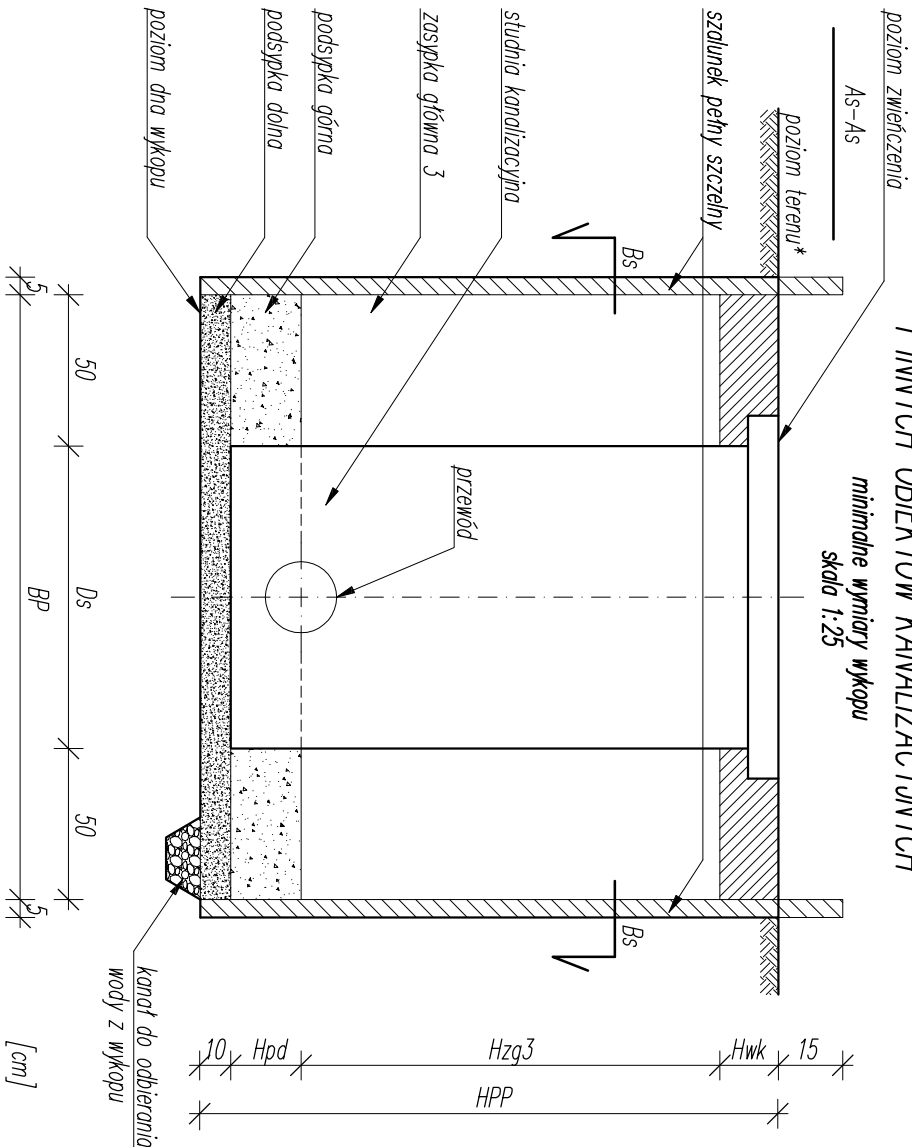 I INNYCH OBIEKTÓW KANALIZACYJNYCH
minimalne wymiary wykopu
skala 1:25
As-As
poziom zwieńczenia
poziom terenu*
szalunek pełny szczelny
studnia kanalizacyjna
zasypka główna 3
podsypka górna
podsypka dolna
poziom dna wykopu
Bs
Bs
przewód
kanał do odbierania
wody z wykopu
15
Hwk
Hzg3
Hpd
10
HPP
5
50
Ds
50
5
BP
[cm]